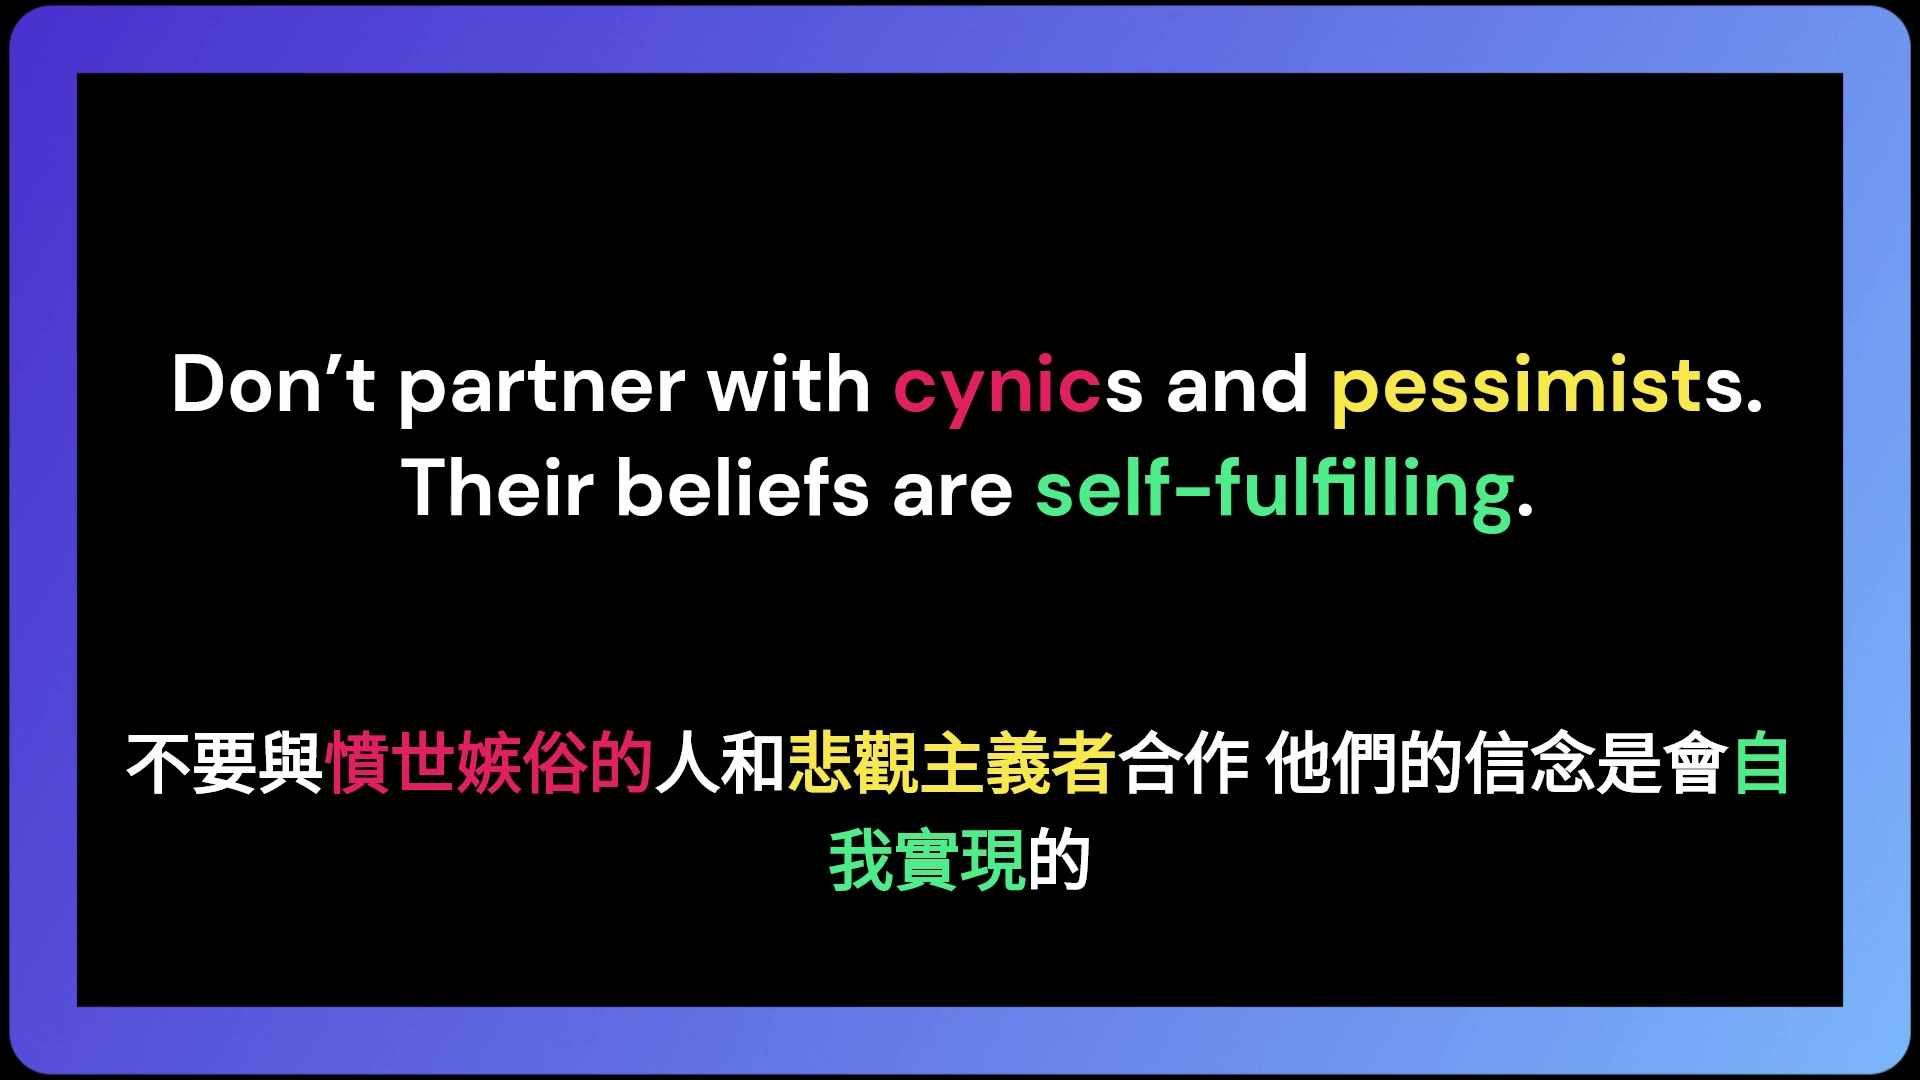 Don’t partner with cynics and pessimists.
Their beliefs are self-fulfilling.
不要與憤世嫉俗的人和悲觀主義者合作 他們的信念是會自
我實現的